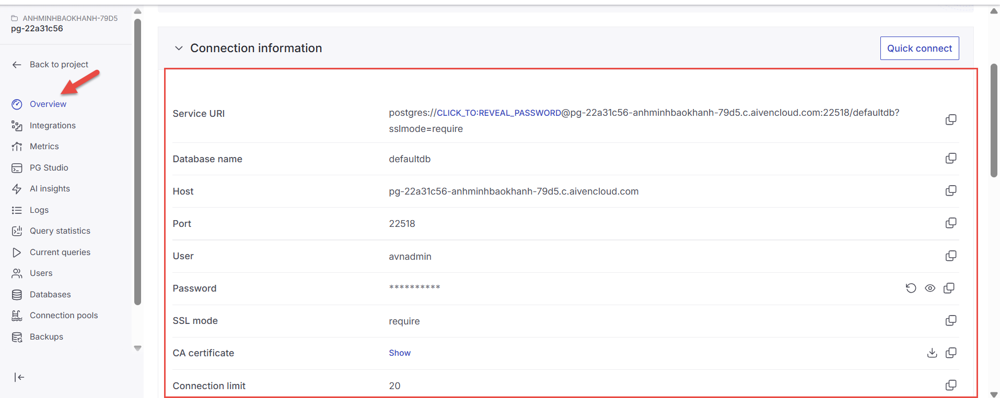 ANHMINHBAOKHANH-79D5
pg-22a31c56
Back to project
Overview
Integrations
Metrics
PG Studio
AI insights
Logs
Query statistics
Current queries
Users
Databases
Connection pools
Backups
Connection information
Quick connect
Service URI
postgres://CLICK_TO:REVEAL_PASSWORD@pg-22a31c56-anhminhbaokhanh-79d5.c.aivencloud.com:22518/defaultdb?
sslmode=require
Database name
defaultdb
Host
pg-22a31c56-anhminhbaokhanh-79d5.c.aivencloud.com
Port
22518
User
avnadmin
Password
**********
SSL mode
require
CA certificate
Show
Connection limit
20